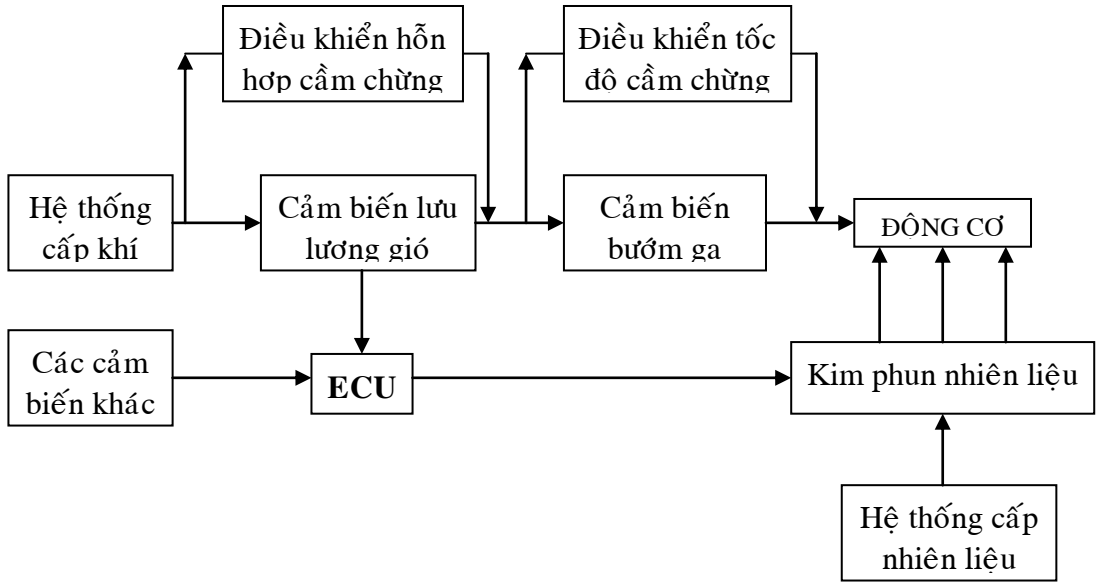 Điều khiển hỗn
hợp cầm chừng
Điều khiển tốc
độ cầm chừng
Hệ thống
cấp khí
Cảm biến lưu
lượng gió
Cảm biến
bướm ga
ĐỘNG CƠ
Các cảm
biến khác
ECU
Kim phun nhiên liệu
Hệ thống cấp
nhiên liệu